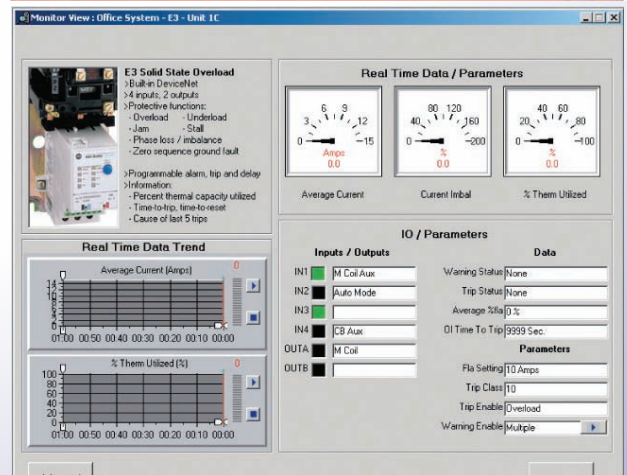 Monitor View : Office System - E3 - Unit 1C
E3 Solid State Overload
>Built-in DeviceNet
>4 inputs, 2 outputs
>Protective functions:
- Overload - Underload
- Jam - Stall
- Phase loss / imbalance
- Zero sequence ground fault
>Programmable alarm, trip and delay
>Information:
- Percent thermal capacity utilized
- Time-to-trip, time-to-reset
- Cause of last 5 trips
Real Time Data / Parameters
0 3 6 9 12 15
Amps
0.0
Average Current
0 40 80 120 160 200
%
0.0
Current Imbal
0 20 40 60 80 100
%
0.0
% Therm Utilized
Real Time Data Trend
Average Current (Amps)
0
01:00 00:50 00:40 00:30 00:20 00:10 00:00
% Therm Utilized (%)
0
100
80
60
40
20
0
01:00 00:50 00:40 00:30 00:20 00:10 00:00
IO / Parameters
Inputs / Outputs
IN1 M Coil Aux
IN2 Auto Mode
IN3
IN4 CB Aux
OUTA M Coil
OUTB
Data
Warning Status None
Trip Status None
Average %fla 0 %
Ol Time To Trip 9999 Sec.
Parameters
Fla Setting 10 Amps
Trip Class 10
Trip Enable Overload
Warning Enable Multiple